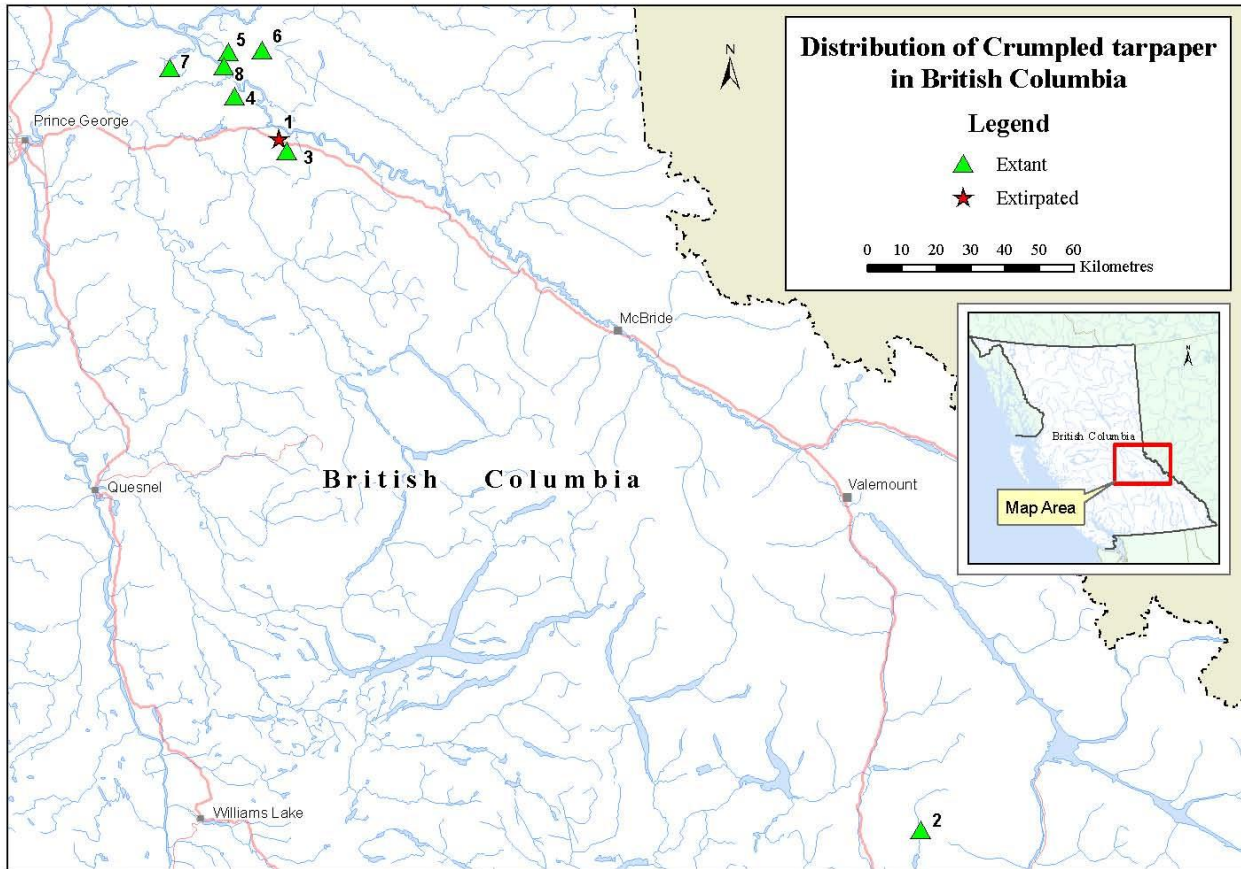 Distribution of Crumpled tarpaper
in British Columbia
Legend
Extant
Extirpated
0 10 20 30 40 50 60
Kilometres
N
5
6
7
8
4
1
3
Prince George
McBride
British Columbia
Quesnel
Valemount
Williams Lake
2
N
British Columbia
Map Area